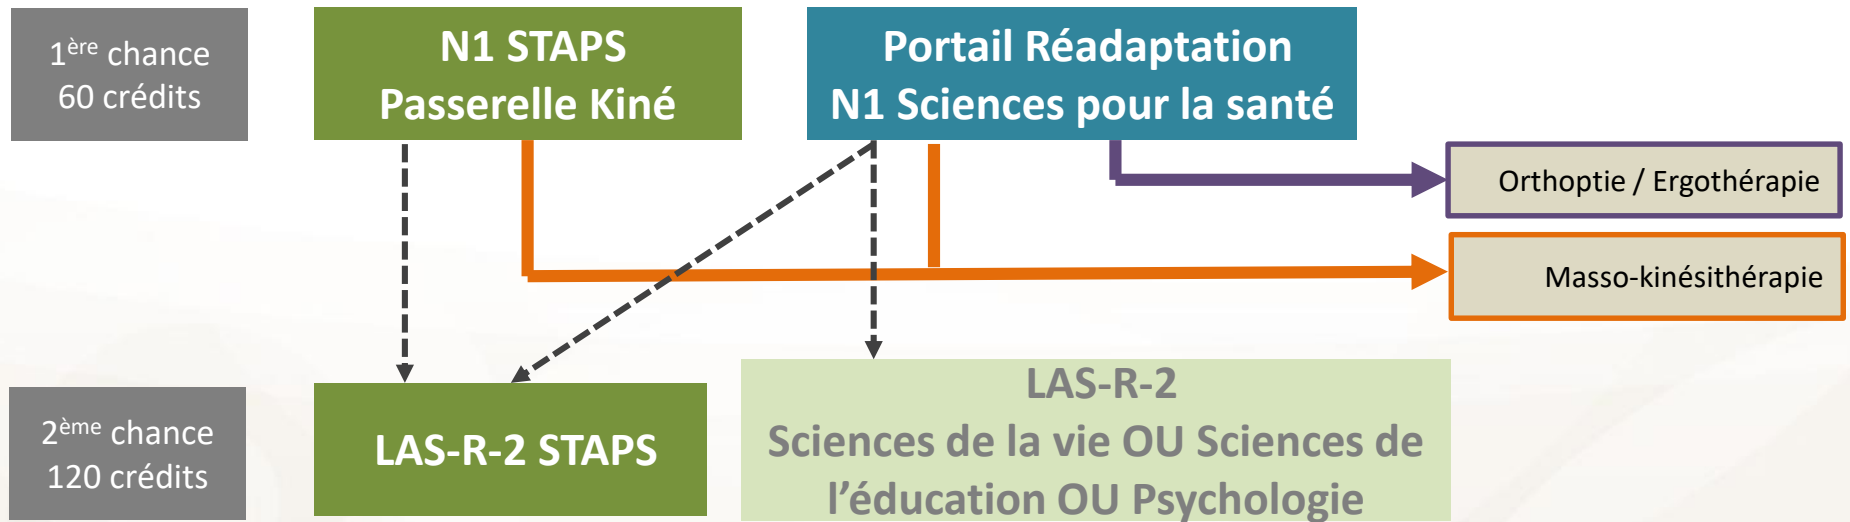 1ère chance
60 crédits
N1 STAPS
Passerelle Kiné
Portail Réadaptation
N1 Sciences pour la santé
Orthoptie / Ergothérapie
Masso-kinésithérapie
2ème chance
120 crédits
LAS-R-2 STAPS
LAS-R-2
Sciences de la vie OU Sciences de
l’éducation OU Psychologie